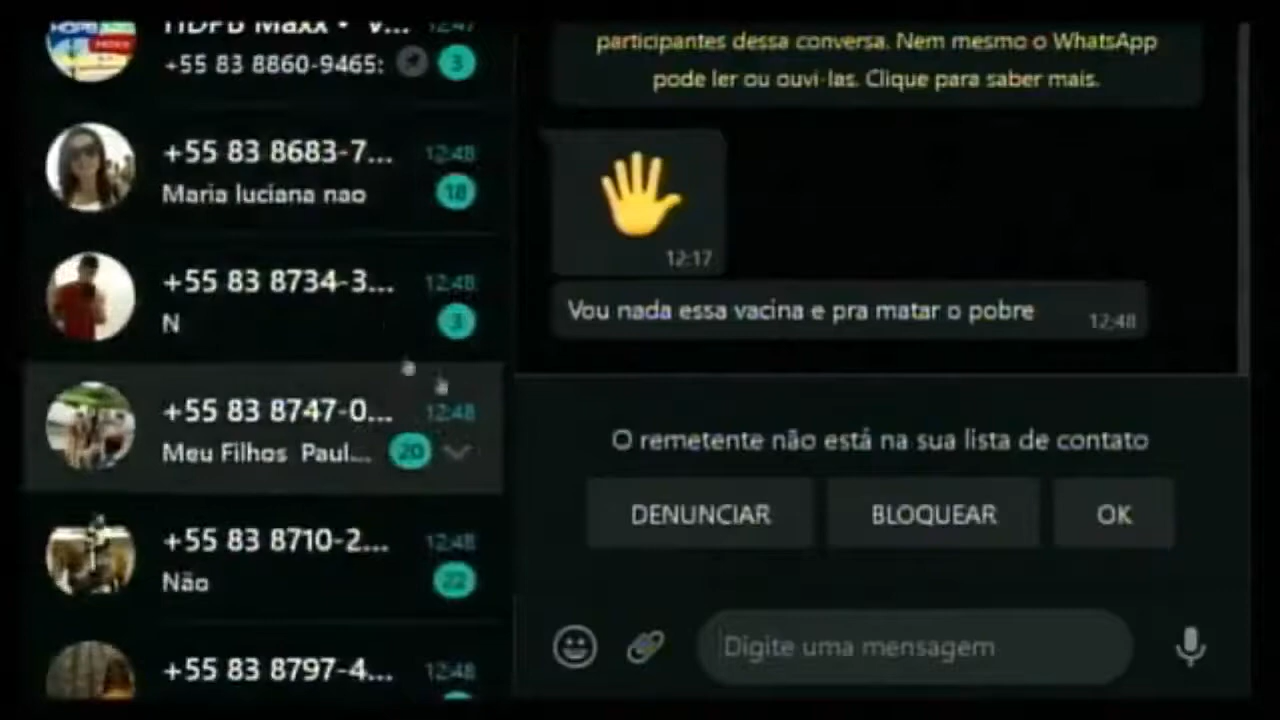 HDPB Maxx • V... 12:47
+55 83 8860-9465: 3
+55 83 8683-7... 12:48
Maria luciana nao 18
+55 83 8734-3... 12:48
N 3
+55 83 8747-0... 12:48
Meu Filhos Paul... 20
+55 83 8710-2... 12:48
Não 22
+55 83 8797-4... 12:48
participantes dessa conversa. Nem mesmo o WhatsApp
pode ler ou ouvi-las. Clique para saber mais.
12:17
Vou nada essa vacina e pra matar o pobre 12:48
O remetente não está na sua lista de contato
DENUNCIAR BLOQUEAR OK
Digite uma mensagem